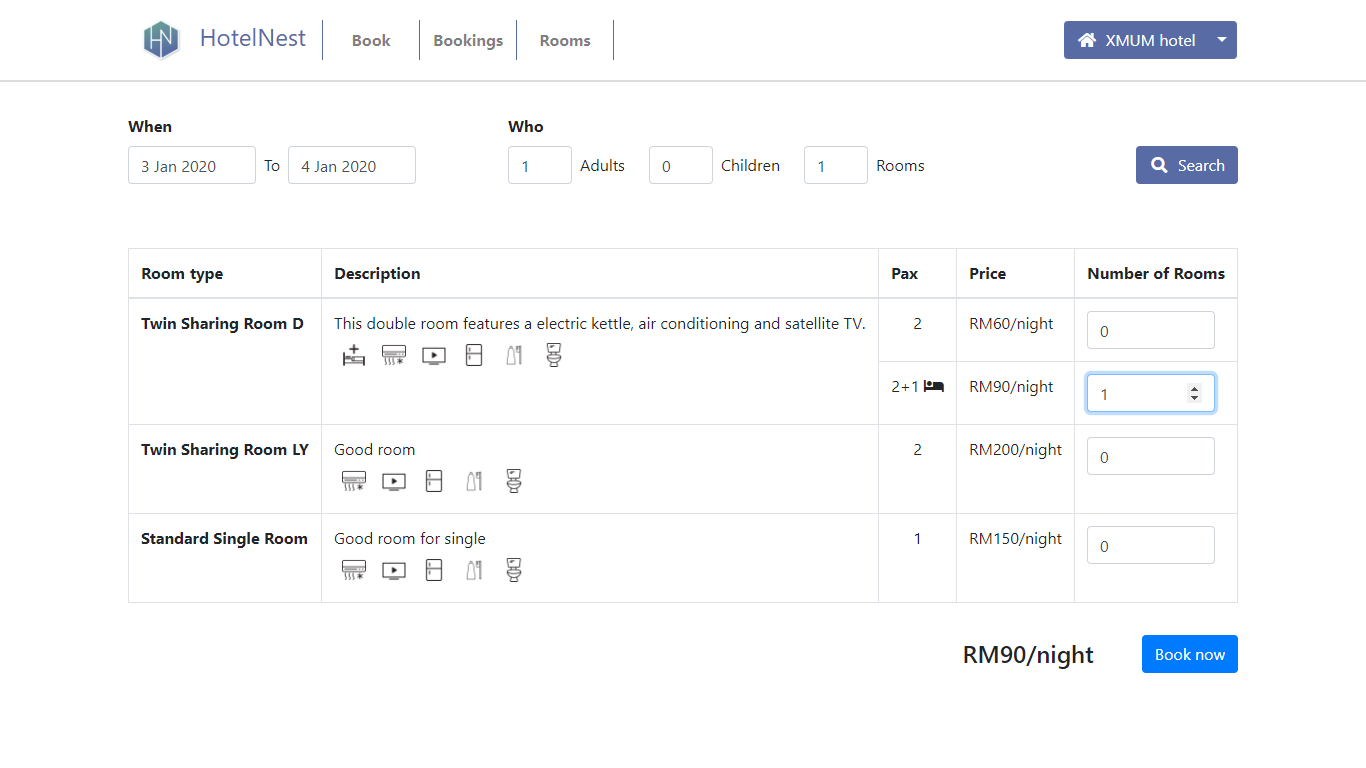 HN HotelNest Book Bookings Rooms XMUM hotel
When Who
3 Jan 2020 To 4 Jan 2020 1 Adults 0 Children 1 Rooms Search
Room type Description Pax Price Number of Rooms
Twin Sharing Room D This double room features a electric kettle, air conditioning and satellite TV. 2 RM60/night 0
2+1 RM90/night 1
Twin Sharing Room LY Good room 2 RM200/night 0
Standard Single Room Good room for single 1 RM150/night 0
RM90/night Book now